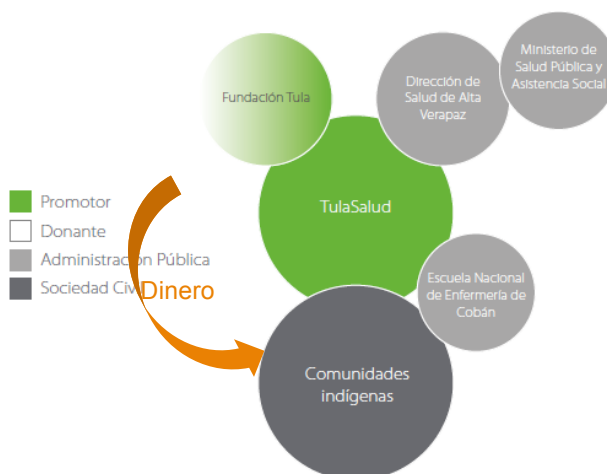 Ministerio de
Salud Pública y
Asistencia Social
Dirección de
Salud de Alta
Verapaz
Fundación Tula
TulaSalud
Promotor
Donante
Administración Pública
Sociedad Civ
Dinero
Escuela Nacional
de Enfermería de
Cobán
Comunidades
indígenas